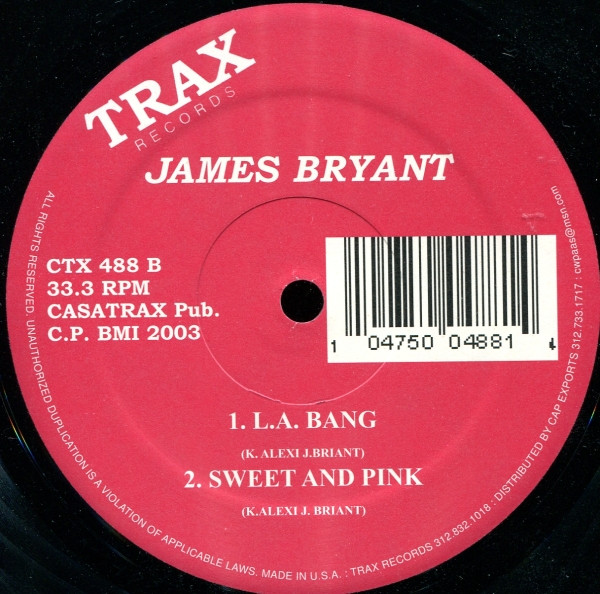 TRAX
RECORDS
JAMES BRYANT
CTX 488 B
33.3 RPM
CASATRAX Pub.
C.P. BMI 2003
1 04750 04881 4
1. L.A. BANG
(K. ALEXI J.BRIANT)
2. SWEET AND PINK
(K.ALEXI J. BRIANT)
ALL RIGHTS RESERVED. UNAUTHORIZED DUPLICATION IS A VIOLATION OF APPLICABLE LAWS. MADE IN U.S.A. : TRAX RECORDS 312.832.1018 : DISTRIBUTED BY CAP EXPORTS 312.733.1717 : cwpaas@msn.com